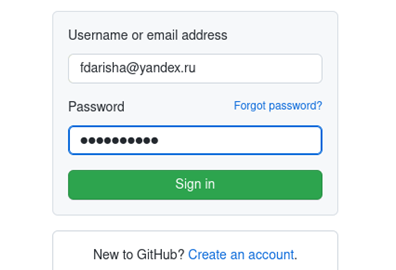 Username or email address
fdarisha@yandex.ru
Password Forgot password?
●●●●●●●●●●
Sign in
New to GitHub? Create an account.